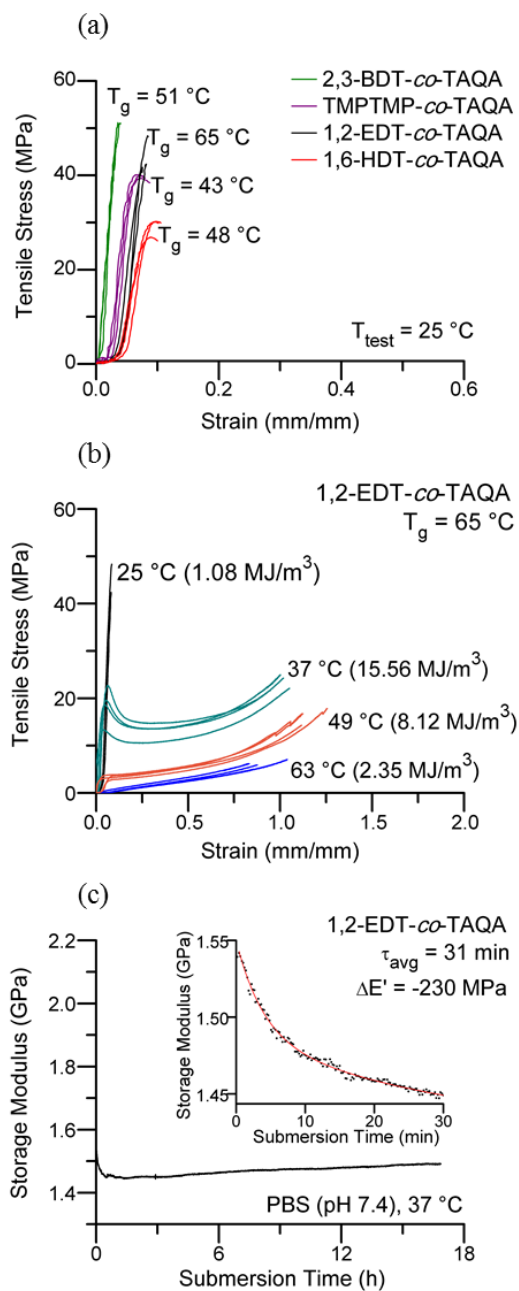 (a)
60
40
20
0
0.0
0.2
0.4
0.6
Tensile Stress (MPa)
Strain (mm/mm)
2,3-BDT-co-TAQA
TMPTMP-co-TAQA
1,2-EDT-co-TAQA
1,6-HDT-co-TAQA
Tg = 51 °C
Tg = 65 °C
Tg = 43 °C
Tg = 48 °C
Ttest = 25 °C
(b)
60
40
20
0
0.0
0.5
1.0
1.5
2.0
Tensile Stress (MPa)
Strain (mm/mm)
1,2-EDT-co-TAQA
Tg = 65 °C
25 °C (1.08 MJ/m³)
37 °C (15.56 MJ/m³)
49 °C (8.12 MJ/m³)
63 °C (2.35 MJ/m³)
(c)
2.2
2.0
1.8
1.6
1.4
0
6
12
18
Storage Modulus (GPa)
Submersion Time (h)
1,2-EDT-co-TAQA
τavg = 31 min
ΔE' = -230 MPa
1.55
1.50
1.45
0
10
20
30
Storage Modulus (GPa)
Submersion Time (min)
PBS (pH 7.4), 37 °C